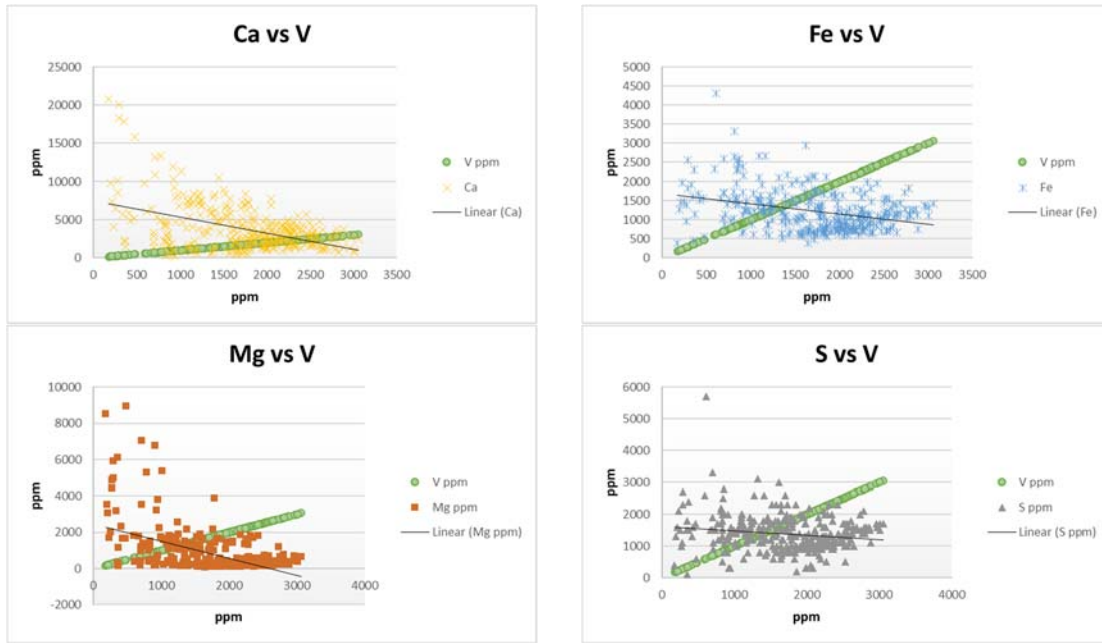 Ca vs V
25000
20000
15000
10000
5000
0
0 500 1000 1500 2000 2500 3000 3500
ppm
ppm
V ppm
Ca
Linear (Ca)
Fe vs V
5000
4500
4000
3500
3000
2500
2000
1500
1000
500
0
0 500 1000 1500 2000 2500 3000 3500
ppm
ppm
V ppm
Fe
Linear (Fe)
Mg vs V
10000
8000
6000
4000
2000
0
-2000
0 1000 2000 3000 4000
ppm
ppm
V ppm
Mg ppm
Linear (Mg ppm)
S vs V
6000
5000
4000
3000
2000
1000
0
0 1000 2000 3000 4000
ppm
ppm
V ppm
S ppm
Linear (S ppm)